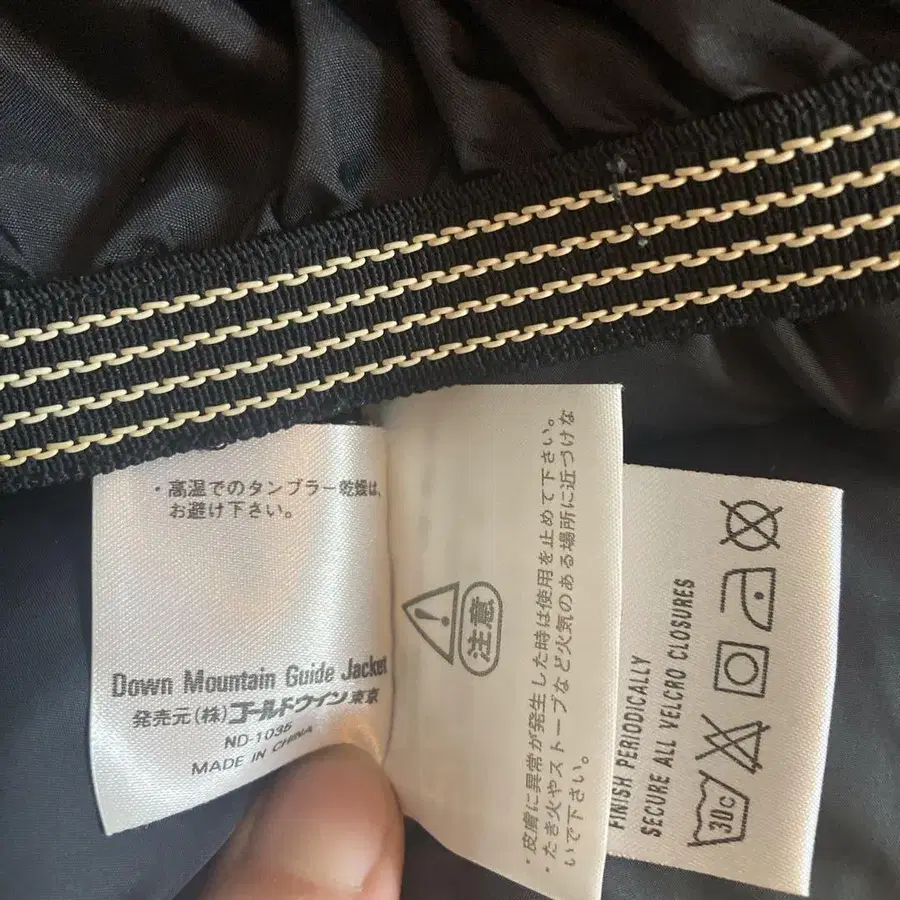 ・高温でのタンブラー乾燥は、
お避け下さい。
Down Mountain Guide Jacket
発売元(株)ゴールドウイン東京
ND-1035
MADE IN CHINA
注意
・皮膚に異常が発生した時は使用を止めて下さい。
・たき火やストーブなど火気のある場所に近づけな
いで下さい。
FINISH PERIODICALLY
SECURE ALL VELCRO CLOSURES
30c